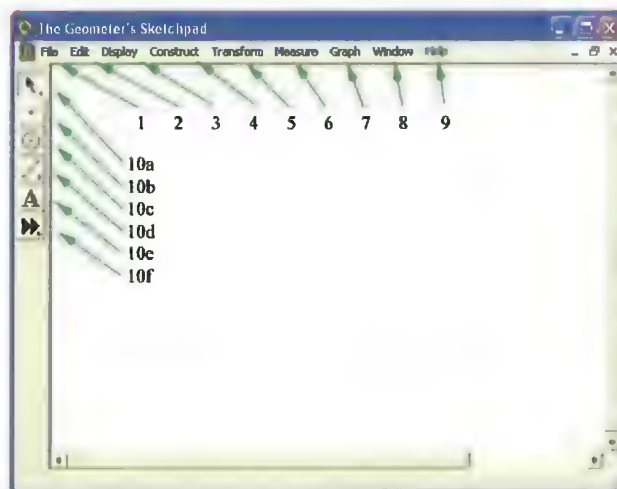 The Geometer's Sketchpad
File Edit Display Construct Transform Measure Graph Window Help
1 2 3 4 5 6 7 8 9
10a
10b
10c
10d
A
10e
10f